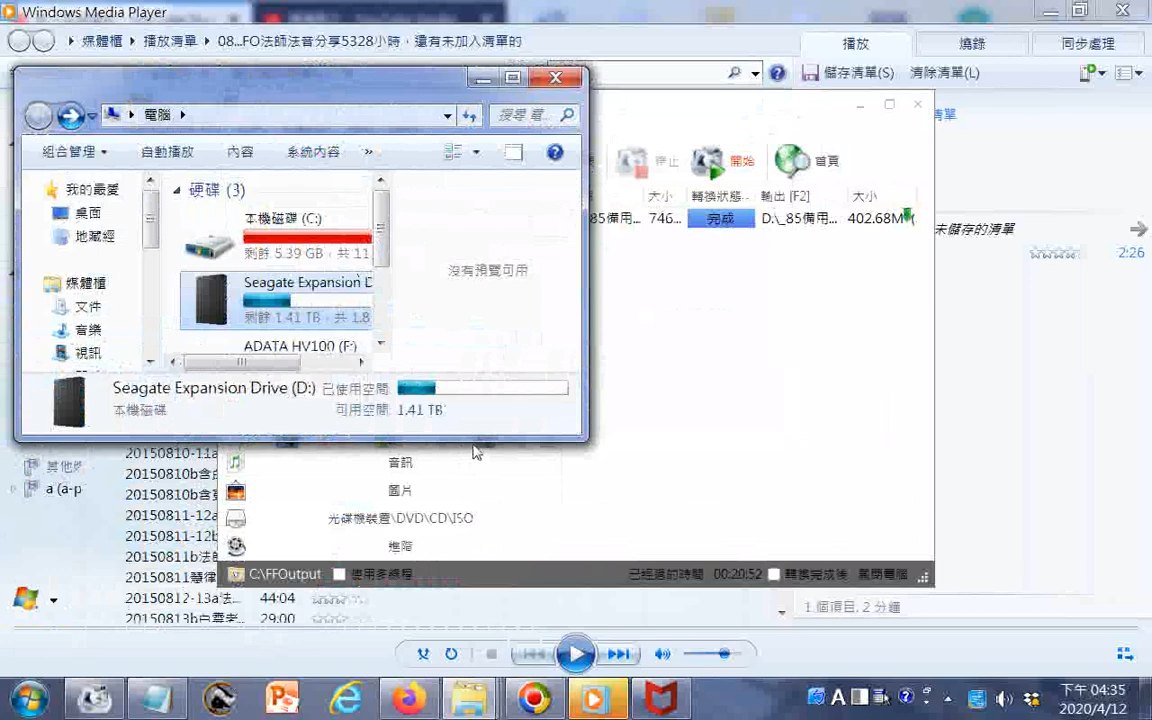 Windows Media Player
媒體櫃 播放清單 08...FO法師法音分享5328小時，還有未加入清單的
播放 燒錄 同步處理
儲存清單(S) 清除清單(L)
電腦
搜尋 電...
組合管理 自動播放 內容 系統內容 »
停止 開始 首頁
大小 轉換狀態... 輸出 [F2] 大小
_85備用... 746... 完成 D:\_85備用... 402.68M
未儲存的清單
2:26
我的最愛
桌面
地藏經
媒體櫃
文件
音樂
視訊
硬碟 (3)
本機磁碟 (C:)
剩餘 5.39 GB，共 11
Seagate Expansion D
剩餘 1.41 TB，共 1.8
ADATA HV100 (F:)
沒有預覽可用
Seagate Expansion Drive (D:) 已使用空間:
本機磁碟 可用空間: 1.41 TB
a (a-p
20150810-11a
20150810b含
20150810b含
20150811-12a
20150811-12b
20150811b法
20150811慧律
20150812-13a法... 44:04
20150813b白雲老... 29:00
音訊
圖片
光碟機裝置\DVD\CD\ISO
進階
C:\FFOutput 使用多線程 已經過的時間 00:20:52 轉換完成後 關閉電腦
1 個項目, 2 分鐘
下午 04:35
2020/4/12